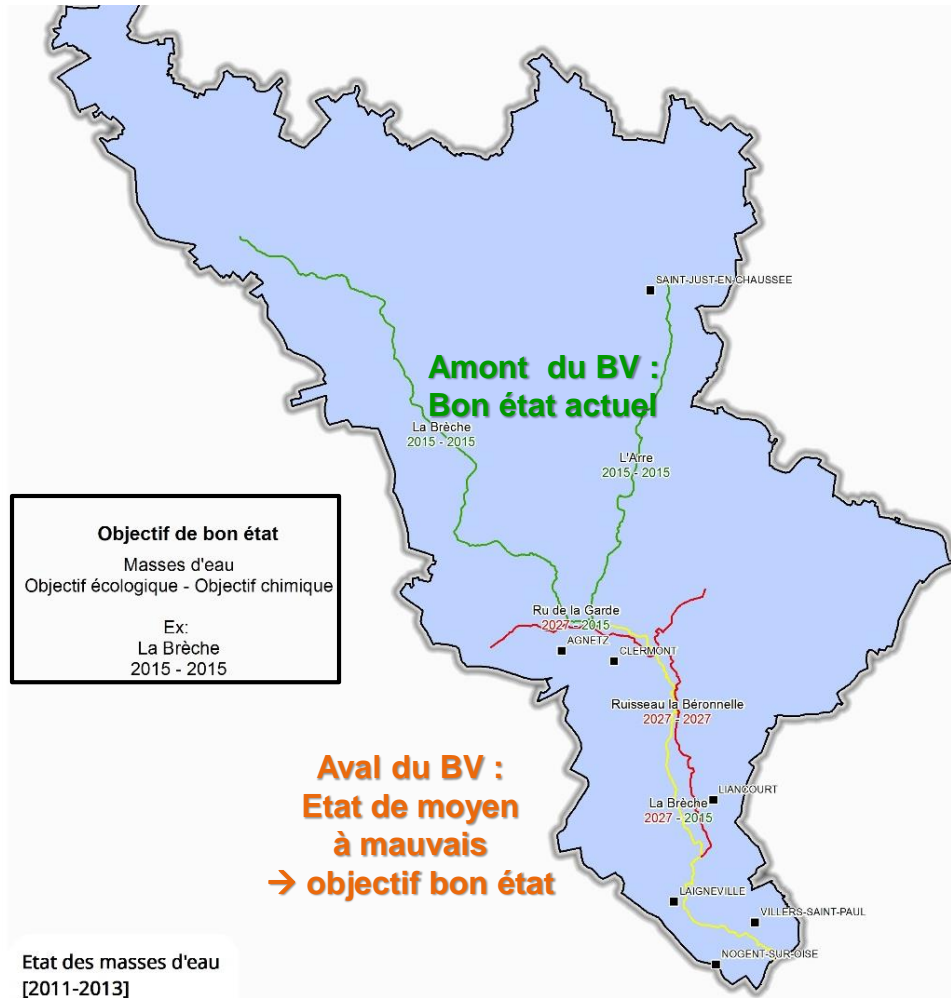 SAINT-JUST-EN-CHAUSSEE
Amont du BV :
Bon état actuel
La Brèche
2015 - 2015
L'Arre
2015 - 2015
Objectif de bon état
Masses d'eau
Objectif écologique - Objectif chimique
Ex:
La Brèche
2015 - 2015
Ru de la Garde
2027 - 2015
AGNETZ
CLERMONT
Ruisseau la Béronnelle
2027 - 2027
Aval du BV :
Etat de moyen
à mauvais
→ objectif bon état
LIANCOURT
La Brèche
2027 - 2015
LAIGNEVILLE
VILLERS-SAINT-PAUL
NOGENT-SUR-OISE
Etat des masses d'eau
[2011-2013]